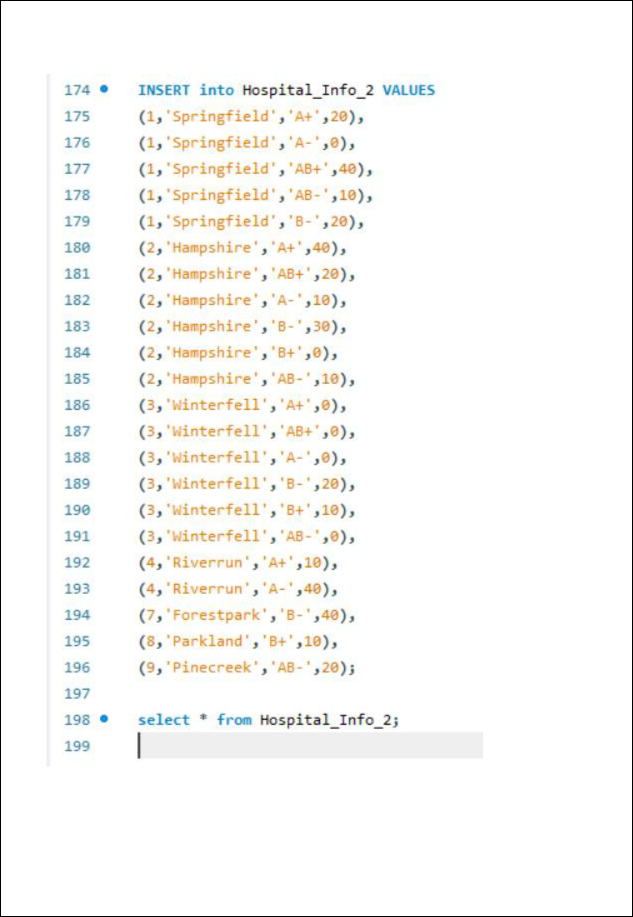 174 ● INSERT into Hospital_Info_2 VALUES
175 (1,'Springfield','A+',20),
176 (1,'Springfield','A-',0),
177 (1,'Springfield','AB+',40),
178 (1,'Springfield','AB-',10),
179 (1,'Springfield','B-',20),
180 (2,'Hampshire','A+',40),
181 (2,'Hampshire','AB+',20),
182 (2,'Hampshire','A-',10),
183 (2,'Hampshire','B-',30),
184 (2,'Hampshire','B+',0),
185 (2,'Hampshire','AB-',10),
186 (3,'Winterfell','A+',0),
187 (3,'Winterfell','AB+',0),
188 (3,'Winterfell','A-',0),
189 (3,'Winterfell','B-',20),
190 (3,'Winterfell','B+',10),
191 (3,'Winterfell','AB-',0),
192 (4,'Riverrun','A+',10),
193 (4,'Riverrun','A-',40),
194 (7,'Forestpark','B-',40),
195 (8,'Parkland','B+',10),
196 (9,'Pinecreek','AB-',20);
197
198 ● select * from Hospital_Info_2;
199